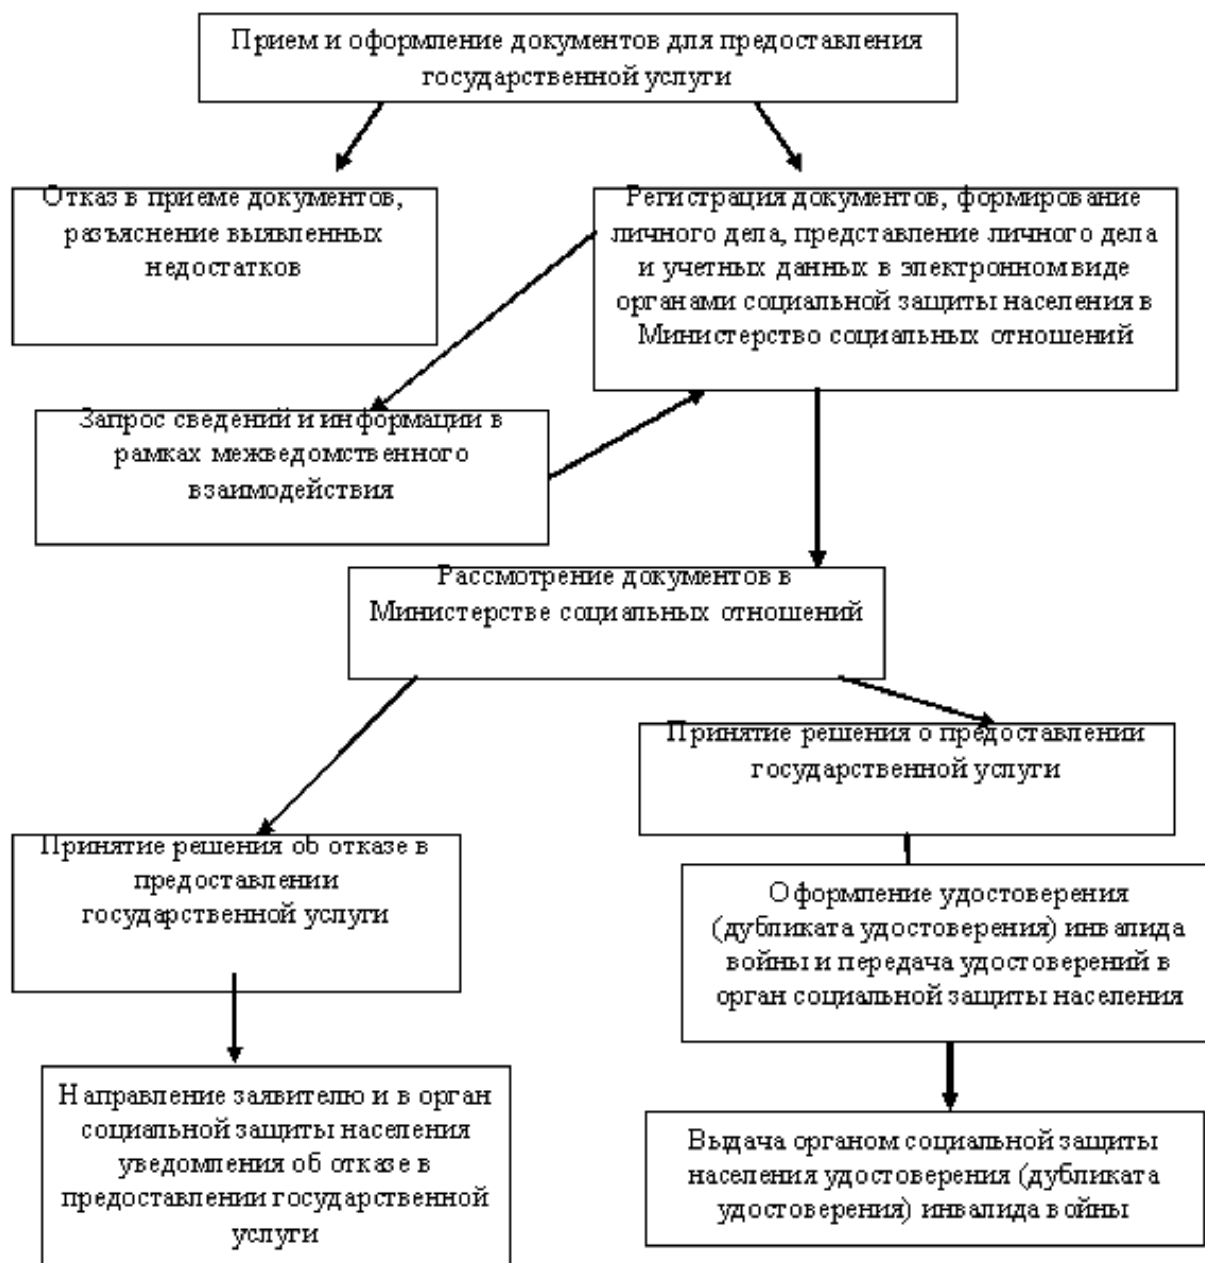 Прием и оформление документов для предоставления
государственной услуги
Отказ в приеме документов,
разъяснение выявленных
недостатков
Регистрация документов, формирование
личного дела, представление личного дела
и учетных данных в электронном виде
органами социальной защиты населения в
Министерство социальных отношений
Запрос сведений и информации в
рамках межведомственного
взаимодействия
Рассмотрение документов в
Министерстве социальных отношений
Принятие решения о предоставлении
государственной услуги
Принятие решения об отказе в
предоставлении
государственной услуги
Оформление удостоверения
(дубликата удостоверения) инвалида
войны и передача удостоверений в
орган социальной защиты населения
Направление заявителю и в орган
социальной защиты населения
уведомления об отказе в
предоставлении государственной
услуги
Выдача органом социальной защиты
населения удостоверения (дубликата
удостоверения) инвалида войны